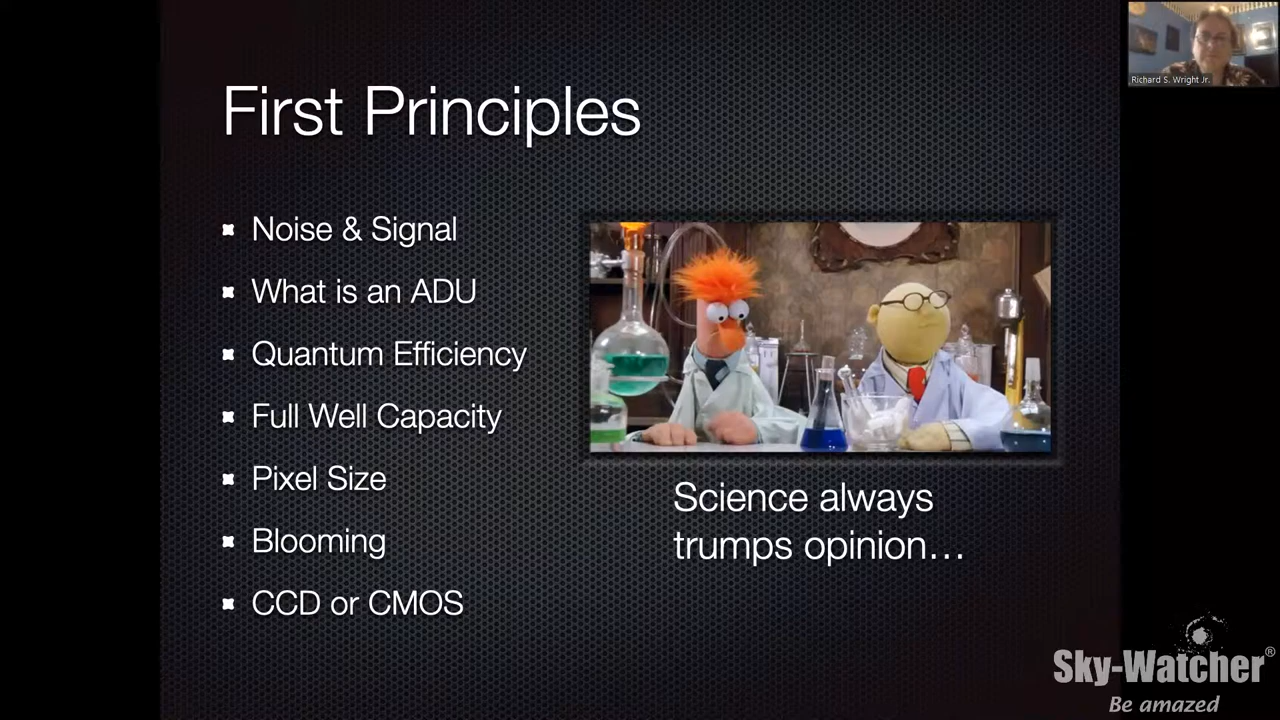 Richard S. Wright Jr.
First Principles
Noise & Signal
What is an ADU
Quantum Efficiency
Full Well Capacity
Pixel Size
Blooming
CCD or CMOS
Science always
trumps opinion…
Sky-Watcher®
Be amazed